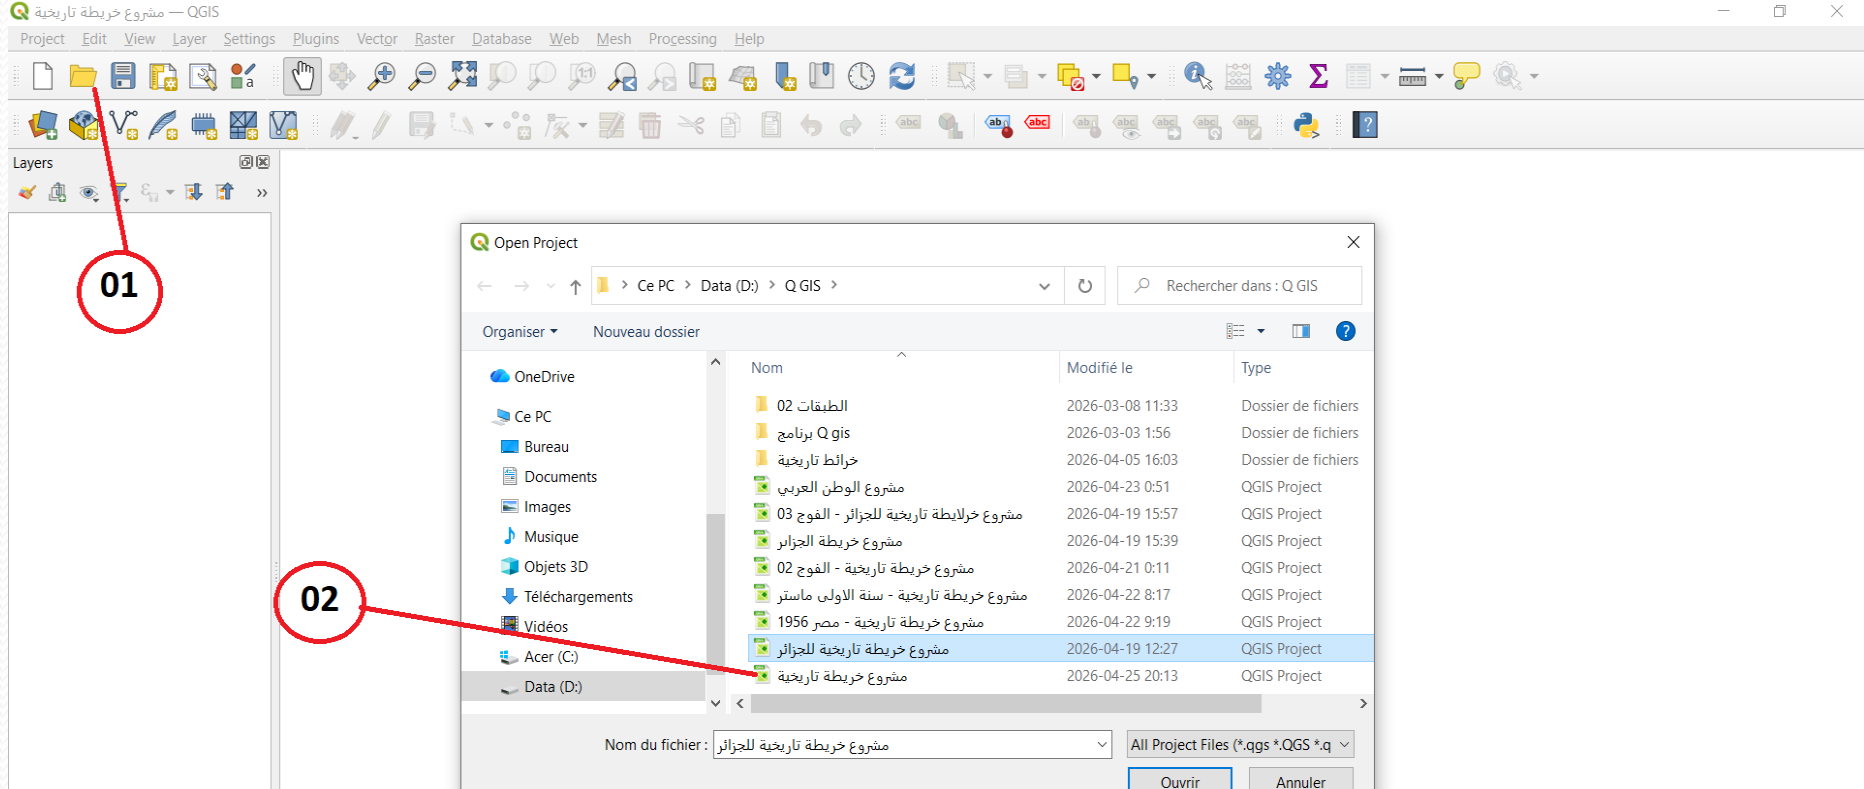 مشروع خريطة تاريخية — QGIS
Project Edit View Layer Settings Plugins Vector Raster Database Web Mesh Processing Help
Layers
01
Open Project
Ce PC > Data (D:) > Q GIS >
Rechercher dans : Q GIS
Organiser
Nouveau dossier
Nom Modifié le Type
OneDrive
Ce PC
Bureau
Documents
Images
Musique
Objets 3D
Téléchargements
Vidéos
Acer (C:)
Data (D:)
الطبقات 02 2026-03-08 11:33 Dossier de fichiers
برنامج Q gis 2026-03-03 1:56 Dossier de fichiers
خرائط تاريخية 2026-04-05 16:03 Dossier de fichiers
مشروع الوطن العربي 2026-04-23 0:51 QGIS Project
مشروع خرلايطة تاريخية للجزائر - الفوج 03 2026-04-19 15:57 QGIS Project
مشروع خريطة الجزاىر 2026-04-19 15:39 QGIS Project
مشروع خريطة تاريخية - الفوج 02 2026-04-21 0:11 QGIS Project
مشروع خريطة تاريخية - سنة الاولى ماستر 2026-04-22 8:17 QGIS Project
مشروع خريطة تاريخية - مصر 1956 2026-04-22 9:19 QGIS Project
مشروع خريطة تاريخية للجزائر 2026-04-19 12:27 QGIS Project
مشروع خريطة تاريخية 2026-04-25 20:13 QGIS Project
02
Nom du fichier : مشروع خريطة تاريخية للجزائر
All Project Files (*.qgs *.QGS *.q
Ouvrir
Annuler